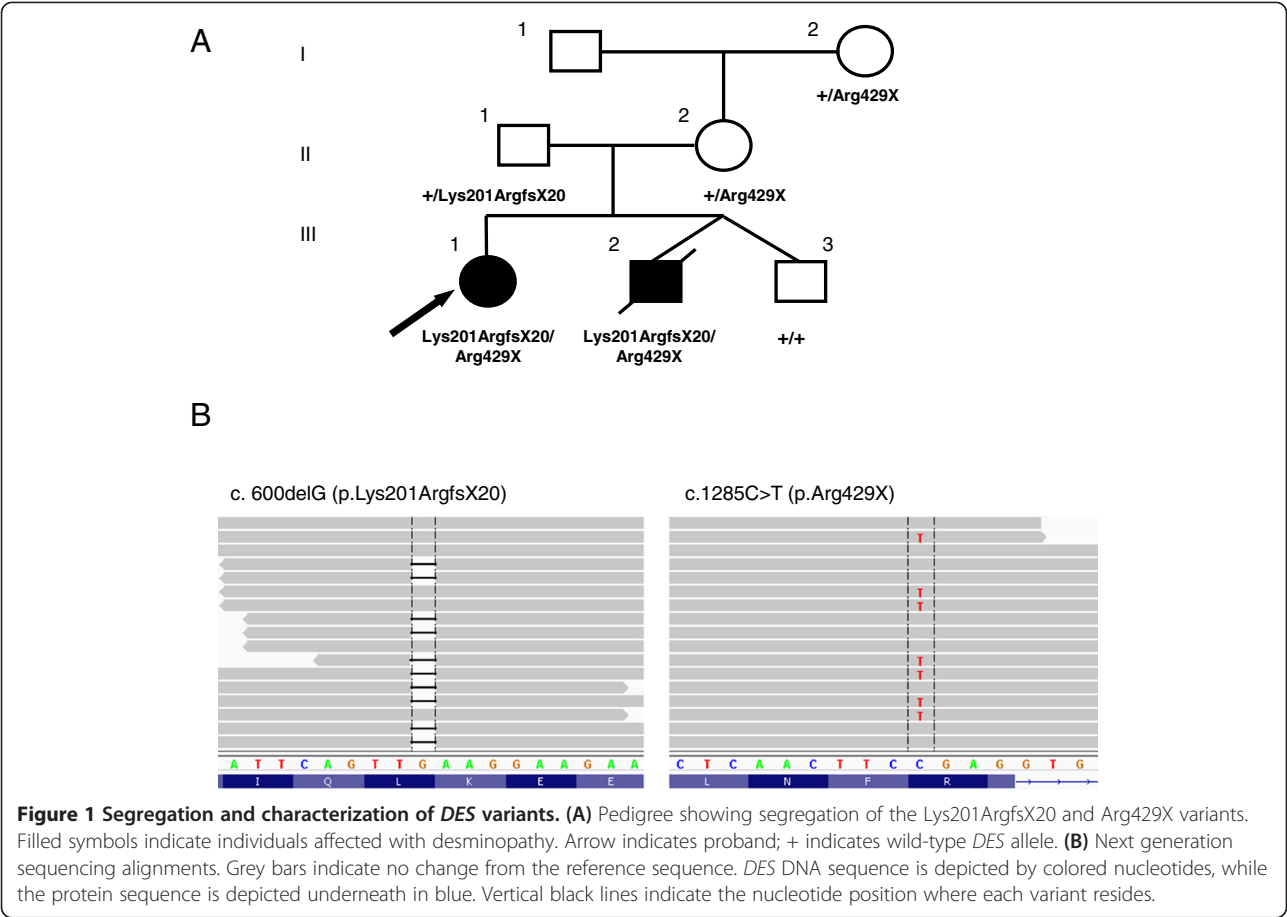 A
I
1
2
+/Arg429X
II
1
2
+/Lys201ArgfsX20
+/Arg429X
III
1
2
3
Lys201ArgfsX20/
Arg429X
Lys201ArgfsX20/
Arg429X
+/+
B
c. 600delG (p.Lys201ArgfsX20)
c.1285C>T (p.Arg429X)
T
T
T
T
T
T
T
A T T C A G T T G A A G G A A G A A
I Q L K E E
C T C A A C T T C C G A G G T G
L N F R
Figure 1 Segregation and characterization of DES variants. (A) Pedigree showing segregation of the Lys201ArgfsX20 and Arg429X variants.
Filled symbols indicate individuals affected with desminopathy. Arrow indicates proband; + indicates wild-type DES allele. (B) Next generation
sequencing alignments. Grey bars indicate no change from the reference sequence. DES DNA sequence is depicted by colored nucleotides, while
the protein sequence is depicted underneath in blue. Vertical black lines indicate the nucleotide position where each variant resides.